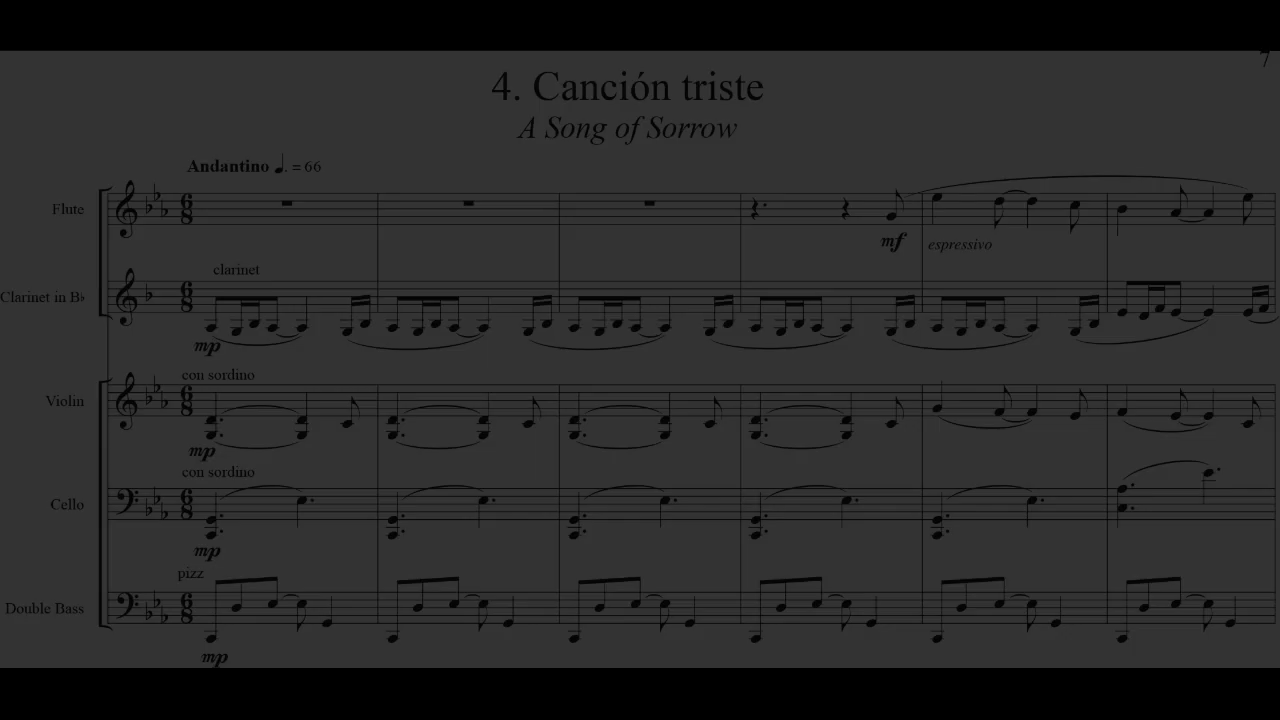 7
4. Canción triste
A Song of Sorrow
Andantino ♩. = 66
Flute
mf
espressivo
clarinet
Clarinet in B♭
mp
con sordino
Violin
mp
con sordino
Cello
mp
pizz
Double Bass
mp